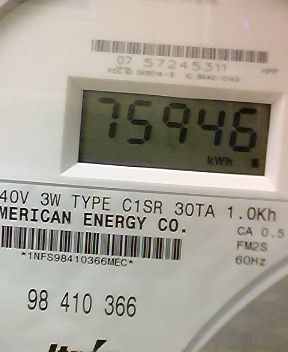 07 57245311
75946
kWh
40V 3W TYPE C1SR 30TA 1.0Kh
MERICAN ENERGY CO.
CA 0.5
FM2S
60Hz
*1NFS98410366MEC*
98 410 366